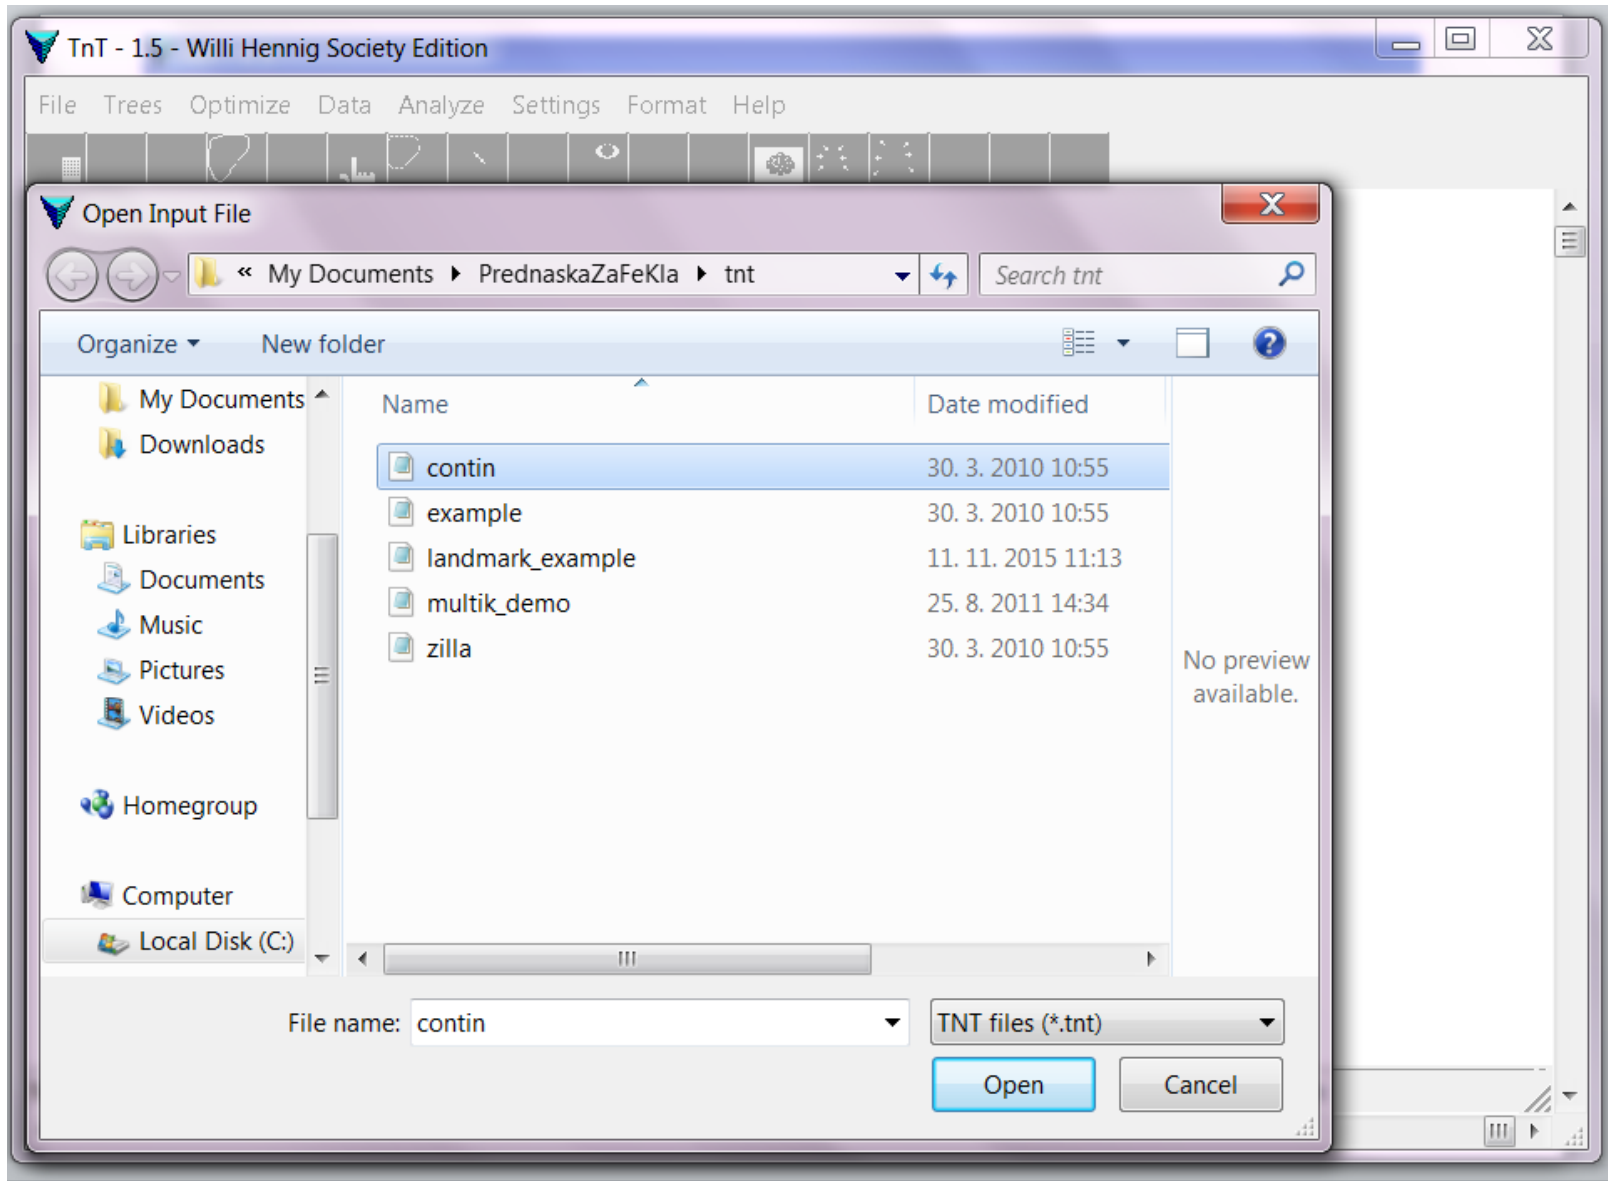 TnT - 1.5 - Willi Hennig Society Edition
File Trees Optimize Data Analyze Settings Format Help
Open Input File
« My Documents PrednaskaZaFeKla tnt
Search tnt
Organize New folder
My Documents
Downloads
Libraries
Documents
Music
Pictures
Videos
Homegroup
Computer
Local Disk (C:)
Name Date modified
contin 30. 3. 2010 10:55
example 30. 3. 2010 10:55
landmark_example 11. 11. 2015 11:13
multik_demo 25. 8. 2011 14:34
zilla 30. 3. 2010 10:55
No preview
available.
File name: contin
TNT files (*.tnt)
Open Cancel